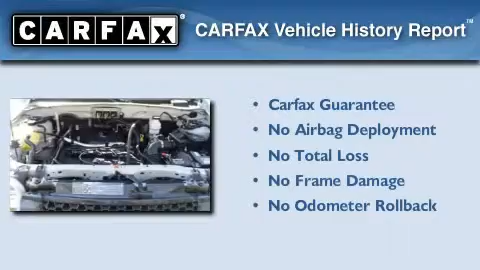 CARFAX® CARFAX Vehicle History Report™
• Carfax Guarantee
• No Airbag Deployment
• No Total Loss
• No Frame Damage
• No Odometer Rollback